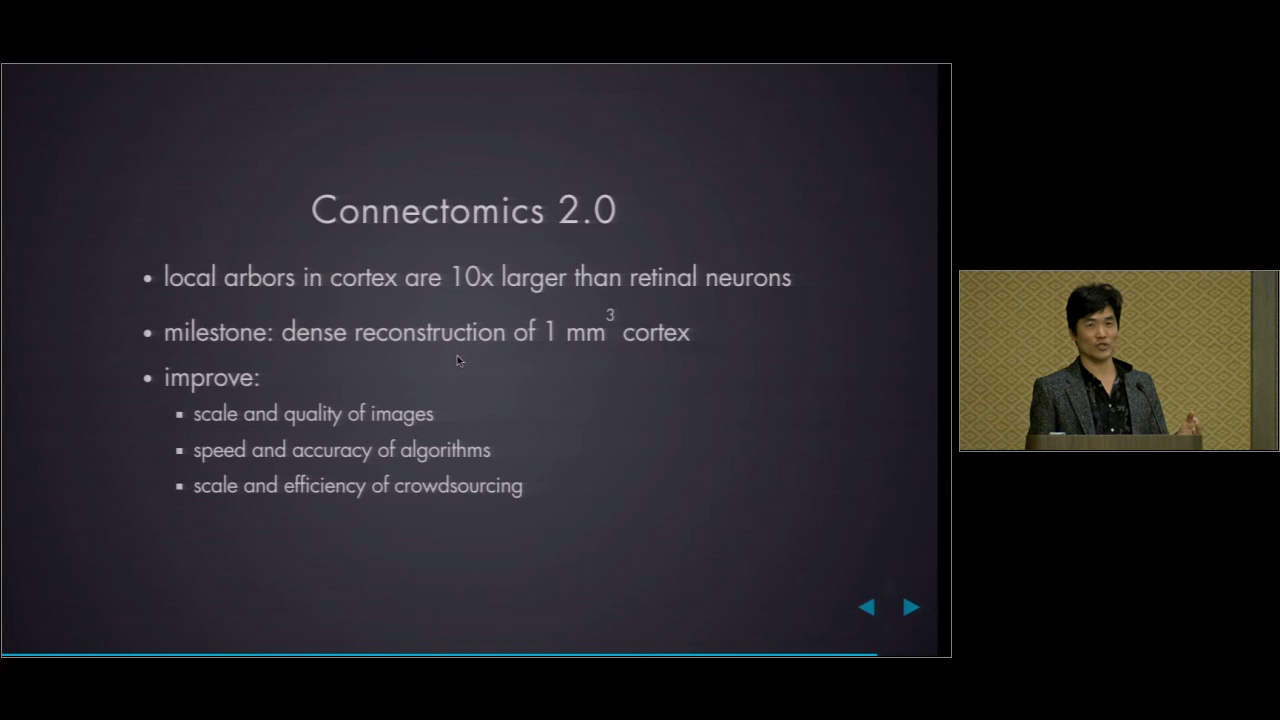 Connectomics 2.0
• local arbors in cortex are 10x larger than retinal neurons
• milestone: dense reconstruction of 1 mm³ cortex
• improve:
▪ scale and quality of images
▪ speed and accuracy of algorithms
▪ scale and efficiency of crowdsourcing